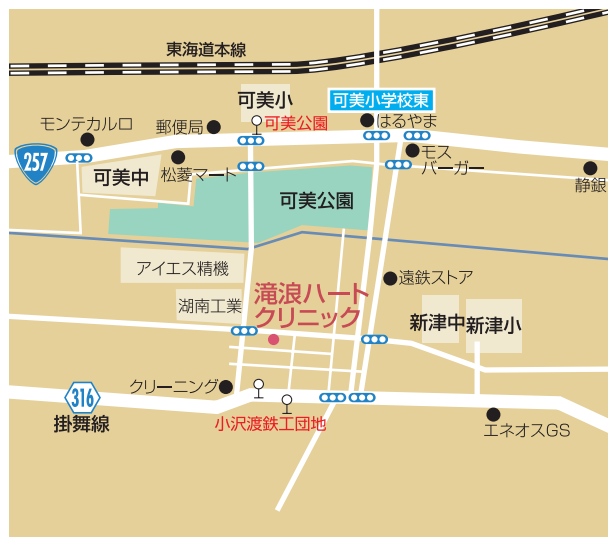 東海道本線
可美小
可美小学校東
モンテカルロ
郵便局
可美公園
はるやま
257
可美中
松菱マート
モス
バーガー
静銀
可美公園
アイエス精機
遠鉄ストア
湖南工業
滝浪ハート
クリニック
新津中
新津小
316
掛舞線
クリーニング
小沢渡鉄工団地
エネオスGS